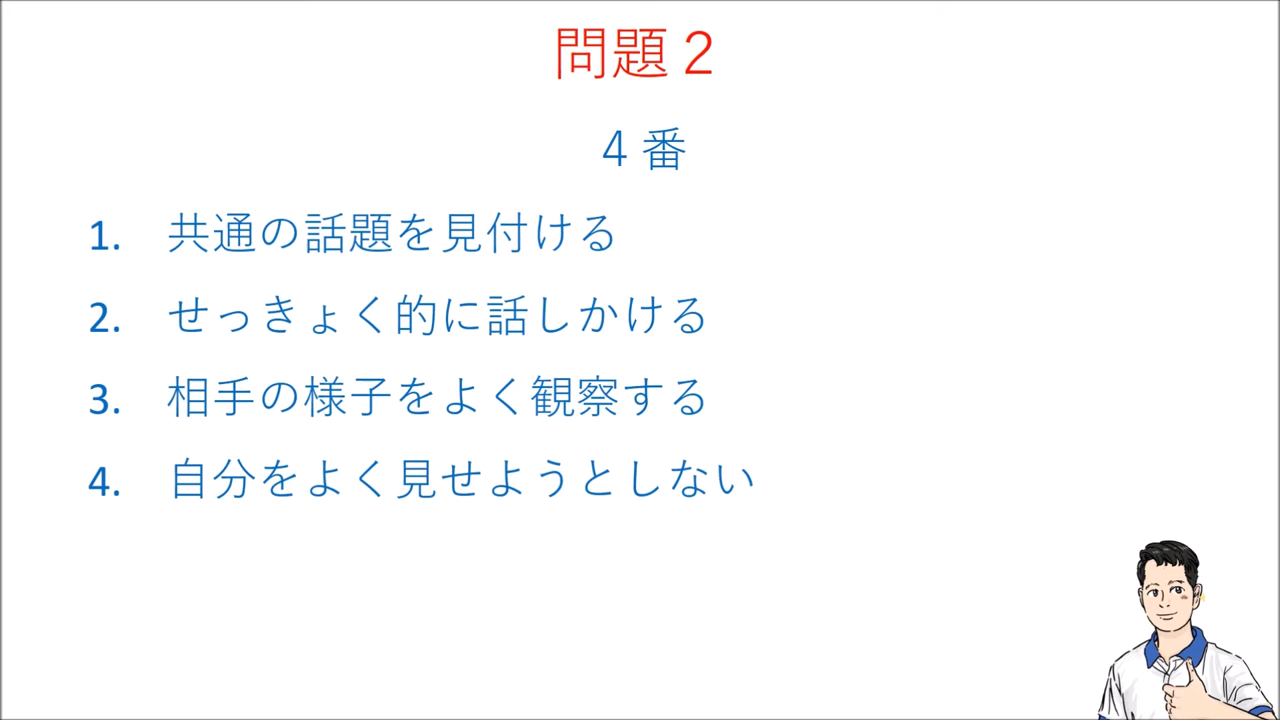 問題２
４番
1. 共通の話題を見付ける
2. せっきょく的に話しかける
3. 相手の様子をよく観察する
4. 自分をよく見せようとしない